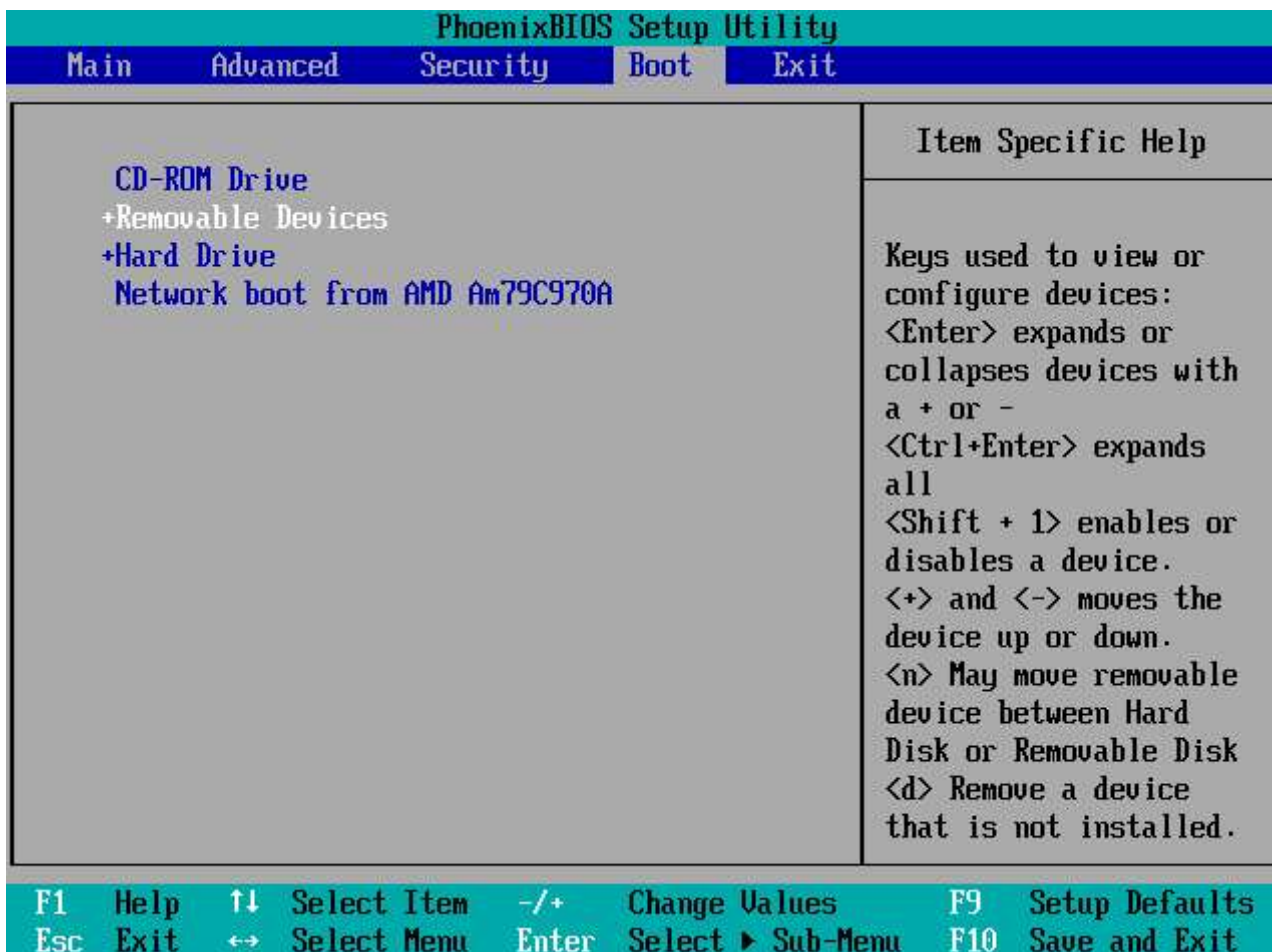 PhoenixBIOS Setup Utility
Main Advanced Security Boot Exit
CD-ROM Drive
+Removable Devices
+Hard Drive
Network boot from AMD Am79C970A
Item Specific Help
Keys used to view or
configure devices:
<Enter> expands or
collapses devices with
a + or -
<Ctrl+Enter> expands
all
<Shift + 1> enables or
disables a device.
<+> and <-> moves the
device up or down.
<n> May move removable
device between Hard
Disk or Removable Disk
<d> Remove a device
that is not installed.
F1 Help ↑↓ Select Item -/+ Change Values F9 Setup Defaults
Esc Exit ↔ Select Menu Enter Select ▶ Sub-Menu F10 Save and Exit